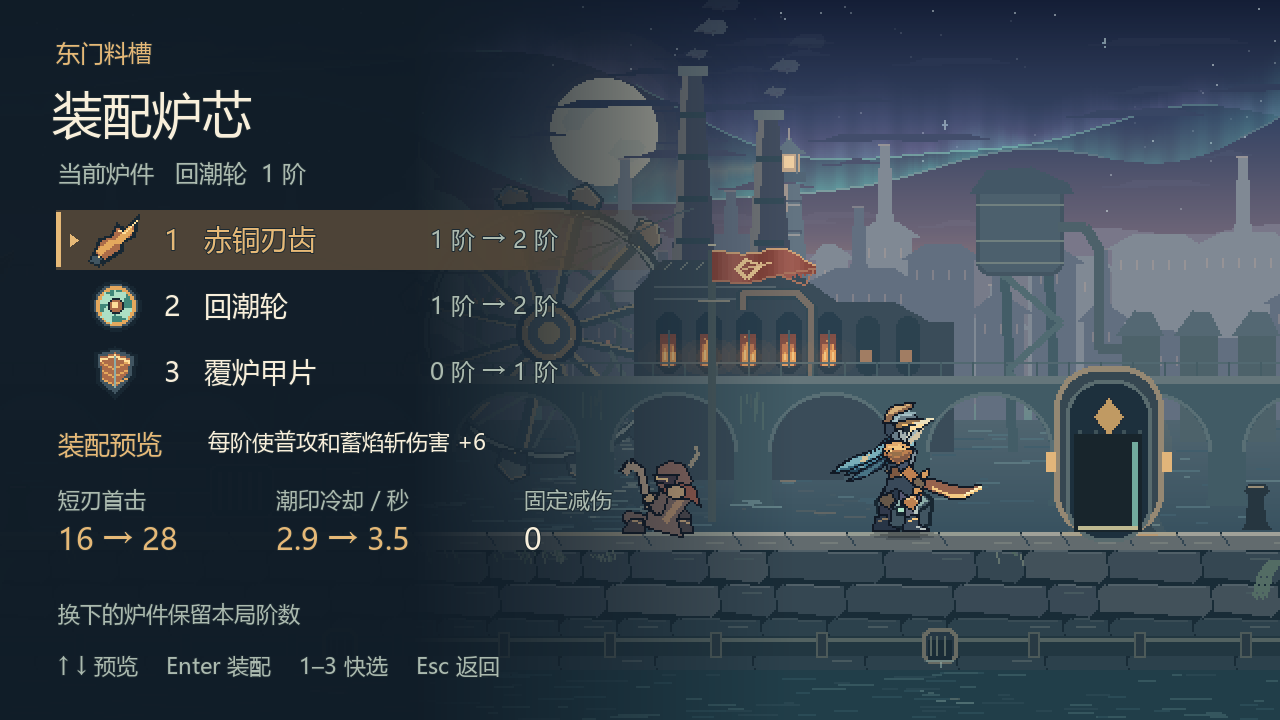 东门料槽
装配炉芯
当前炉件 回潮轮 1 阶
1 赤铜刃齿 1 阶 → 2 阶
2 回潮轮 1 阶 → 2 阶
3 覆炉甲片 0 阶 → 1 阶
装配预览 每阶使普攻和蓄焰斩伤害 +6
短刃首击 潮印冷却 / 秒 固定减伤
16 → 28 2.9 → 3.5 0
换下的炉件保留本局阶数
↑↓ 预览 Enter 装配 1–3 快选 Esc 返回